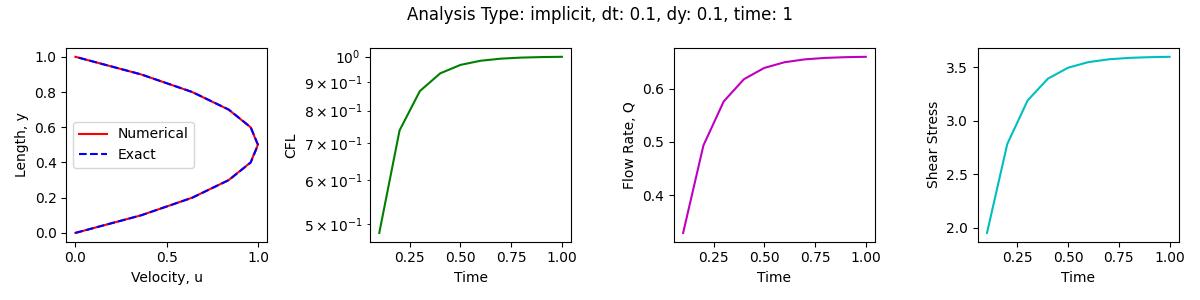 Analysis Type: implicit, dt: 0.1, dy: 0.1, time: 1
Length, y
1.0
0.8
0.6
0.4
0.2
0.0
Numerical
Exact
0.0 0.5 1.0
Velocity, u
CFL
10⁰
9 × 10⁻¹
8 × 10⁻¹
7 × 10⁻¹
6 × 10⁻¹
5 × 10⁻¹
0.25 0.50 0.75 1.00
Time
Flow Rate, Q
0.6
0.5
0.4
0.25 0.50 0.75 1.00
Time
Shear Stress
3.5
3.0
2.5
2.0
0.25 0.50 0.75 1.00
Time